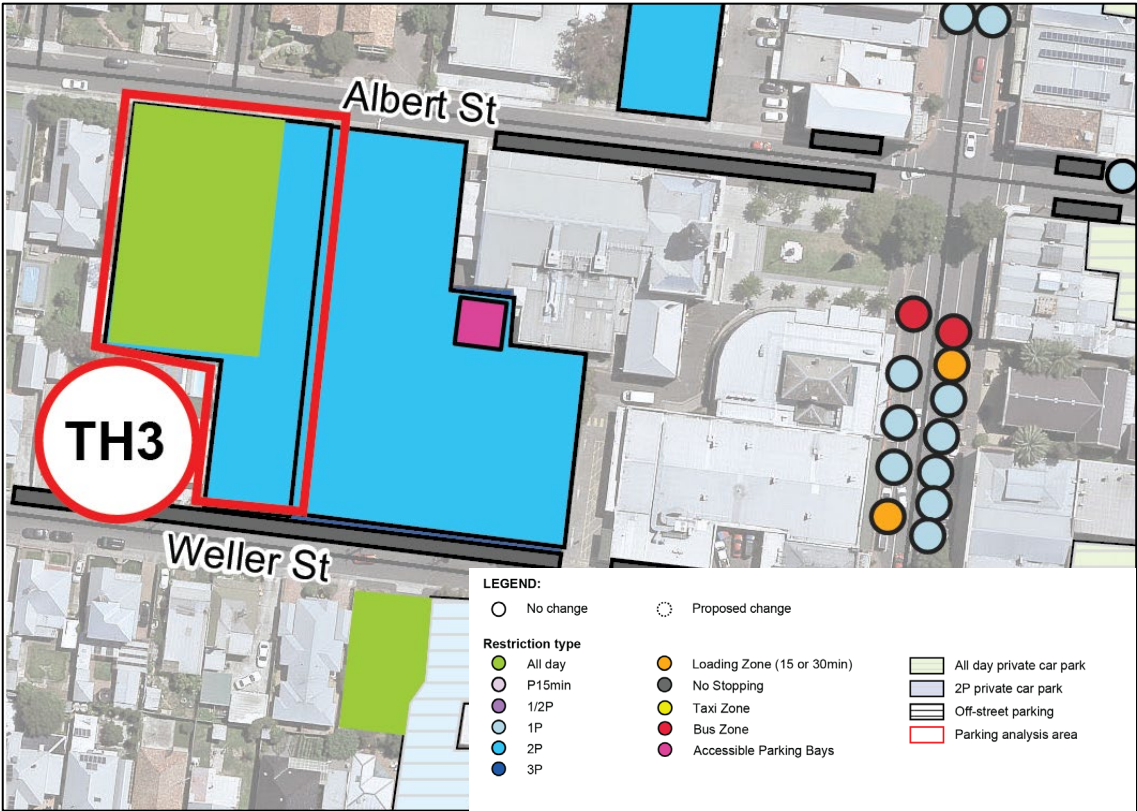 Albert St
TH3
Weller St
LEGEND:
No change
Proposed change
Restriction type
All day
P15min
1/2P
1P
2P
3P
Loading Zone (15 or 30min)
No Stopping
Taxi Zone
Bus Zone
Accessible Parking Bays
All day private car park
2P private car park
Off-street parking
Parking analysis area